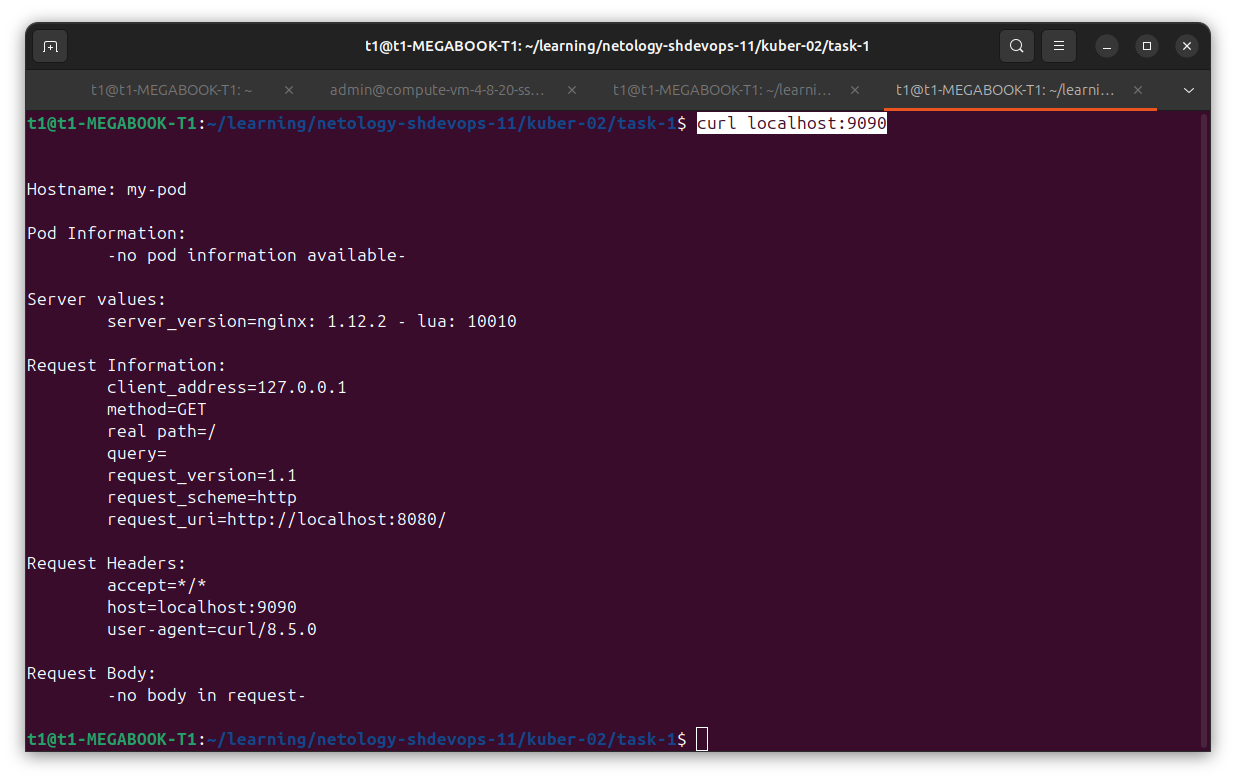 t1@t1-MEGABOOK-T1: ~/learning/netology-shdevops-11/kuber-02/task-1
t1@t1-MEGABOOK-T1: ~
admin@compute-vm-4-8-20-ss...
t1@t1-MEGABOOK-T1: ~/learni...
t1@t1-MEGABOOK-T1: ~/learni...
t1@t1-MEGABOOK-T1:~/learning/netology-shdevops-11/kuber-02/task-1$ curl localhost:9090
Hostname: my-pod
Pod Information:
-no pod information available-
Server values:
server_version=nginx: 1.12.2 - lua: 10010
Request Information:
client_address=127.0.0.1
method=GET
real path=/
query=
request_version=1.1
request_scheme=http
request_uri=http://localhost:8080/
Request Headers:
accept=*/*
host=localhost:9090
user-agent=curl/8.5.0
Request Body:
-no body in request-
t1@t1-MEGABOOK-T1:~/learning/netology-shdevops-11/kuber-02/task-1$